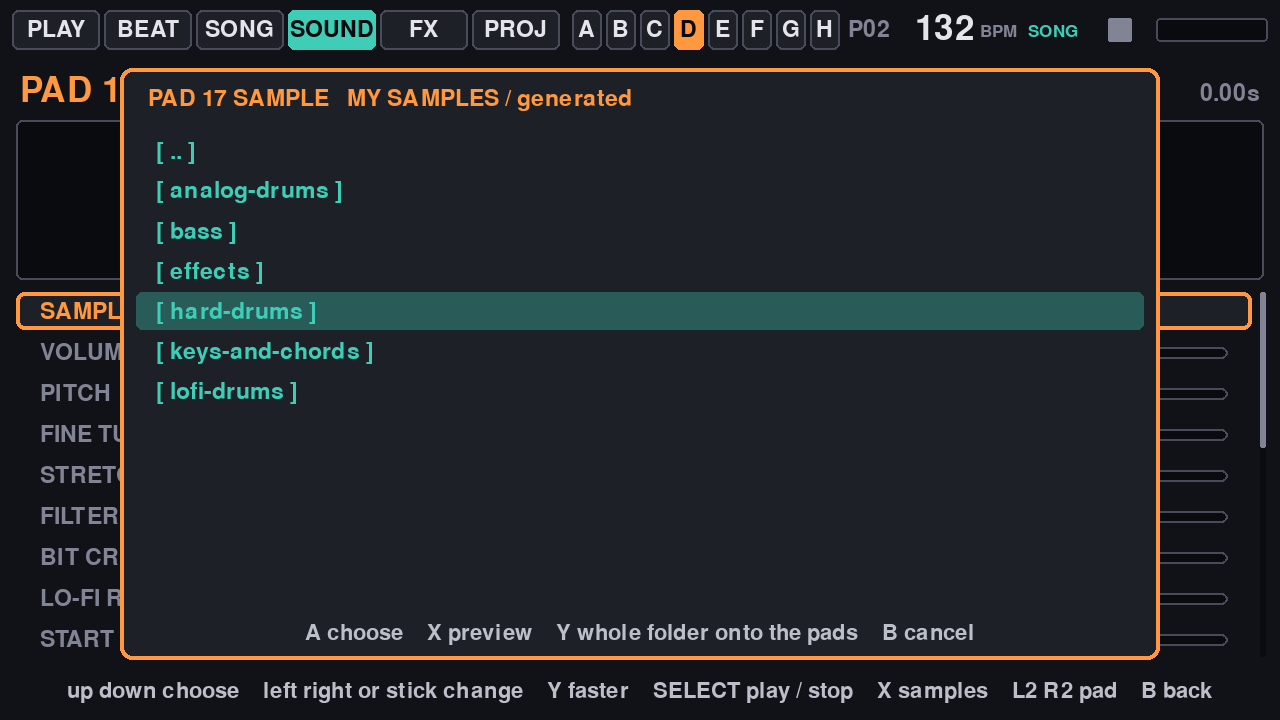 PLAY BEAT SONG SOUND FX PROJ A B C D E F G H P02 132 BPM SONG
PAD 1 0.00s
PAD 17 SAMPLE MY SAMPLES / generated
[ .. ]
[ analog-drums ]
[ bass ]
[ effects ]
[ hard-drums ]
[ keys-and-chords ]
[ lofi-drums ]
SAMPL
VOLUM
PITCH
FINE TU
STRETC
FILTER
BIT CR
LO-FI R
START
A choose X preview Y whole folder onto the pads B cancel
up down choose left right or stick change Y faster SELECT play / stop X samples L2 R2 pad B back